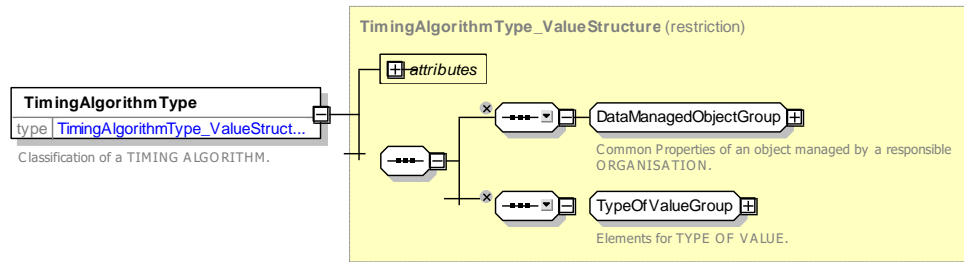 TimingAlgorithmType_ValueStructure (restriction)
attributes
TimingAlgorithmType
type TimingAlgorithmType_ValueStruct...
Classification of a TIMING ALGORITHM.
DataManagedObjectGroup
Common Properties of an object managed by a responsible
ORGANISATION.
TypeOfValueGroup
Elements for TYPE OF VALUE.